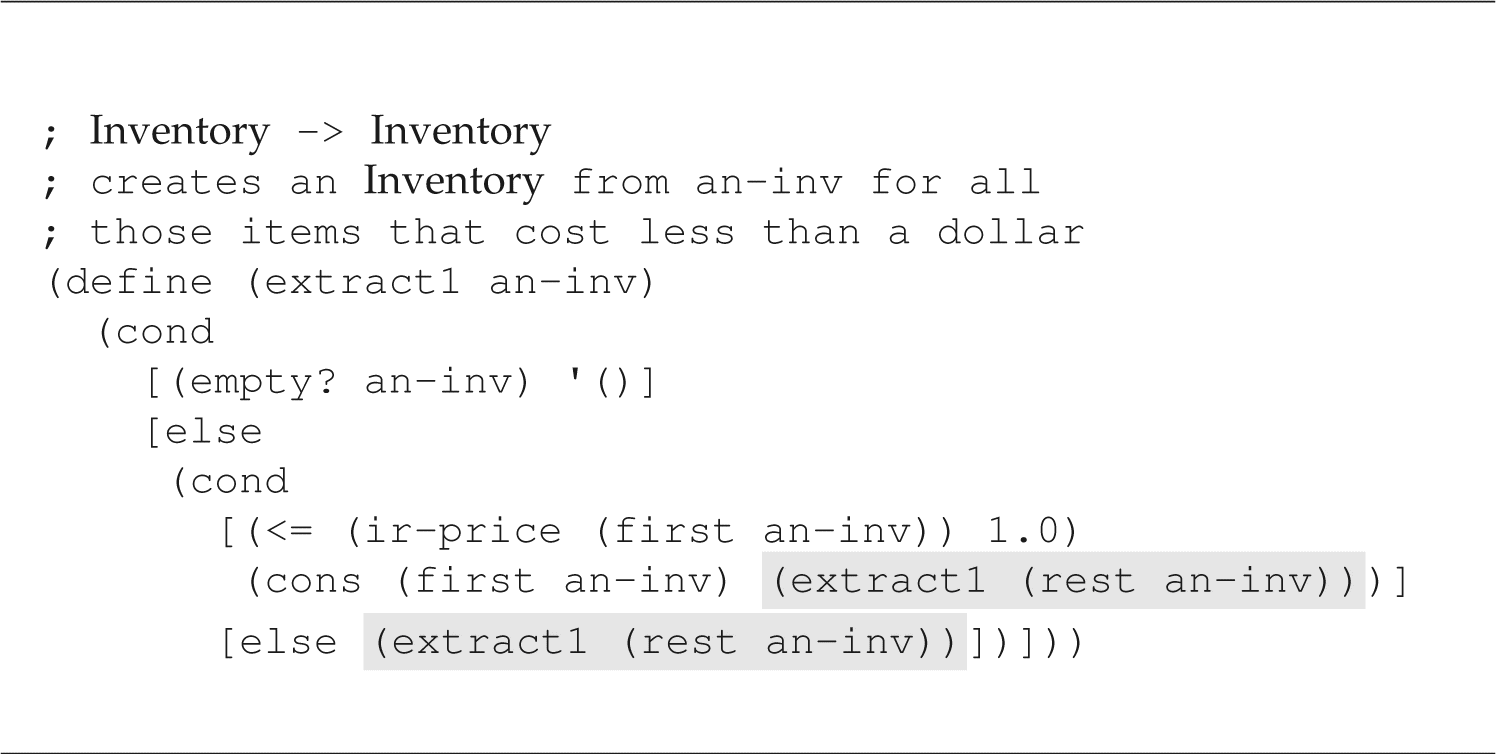 ; Inventory -> Inventory
; creates an Inventory from an-inv for all
; those items that cost less than a dollar
(define (extract1 an-inv)
(cond
[(empty? an-inv) '()]
[else
(cond
[(<= (ir-price (first an-inv)) 1.0)
(cons (first an-inv) (extract1 (rest an-inv)))]
[else (extract1 (rest an-inv))])]))